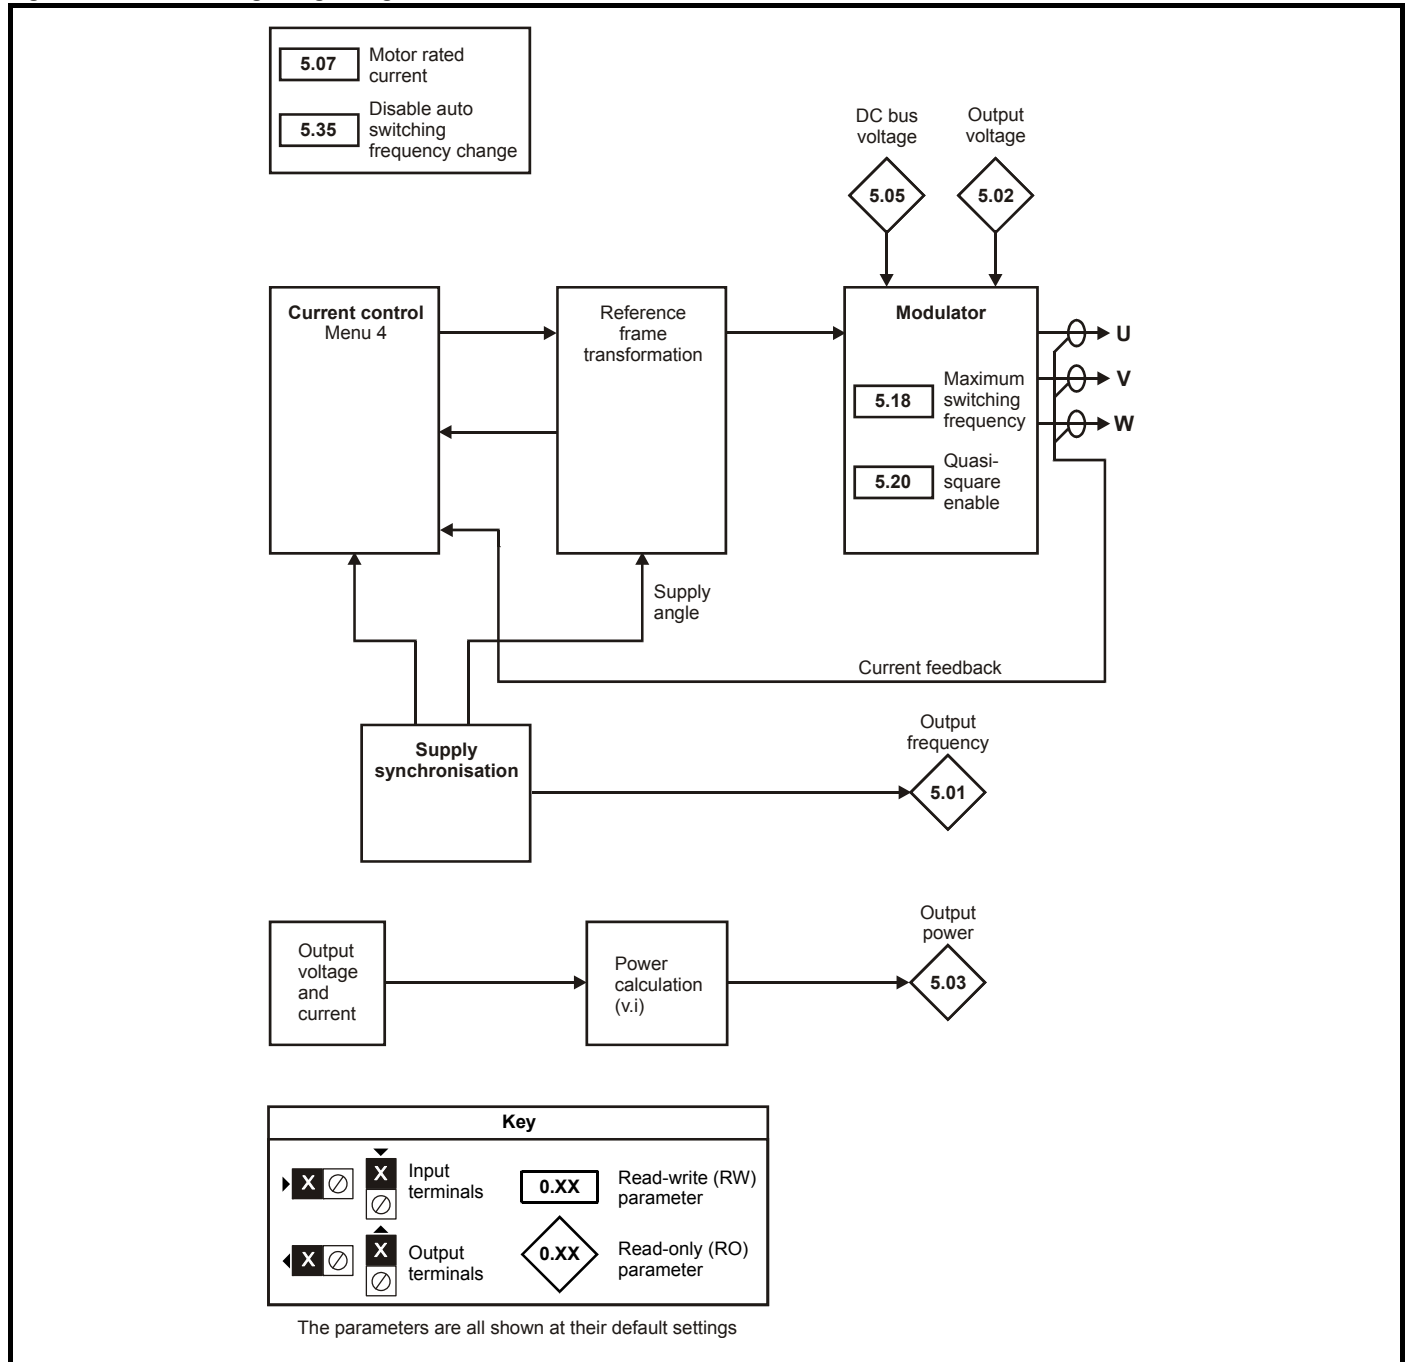 5.07
Motor rated
current
5.35
Disable auto
switching
frequency change
DC bus
voltage
Output
voltage
5.05
5.02
Current control
Menu 4
Reference
frame
transformation
Modulator
5.18
Maximum
switching
frequency
5.20
Quasi-
square
enable
U
V
W
Supply
angle
Current feedback
Supply
synchronisation
Output
frequency
5.01
Output
voltage
and
current
Power
calculation
(v.i)
Output
power
5.03
Key
X
X
Input
terminals
0.XX
Read-write (RW)
parameter
X
X
Output
terminals
0.XX
Read-only (RO)
parameter
The parameters are all shown at their default settings